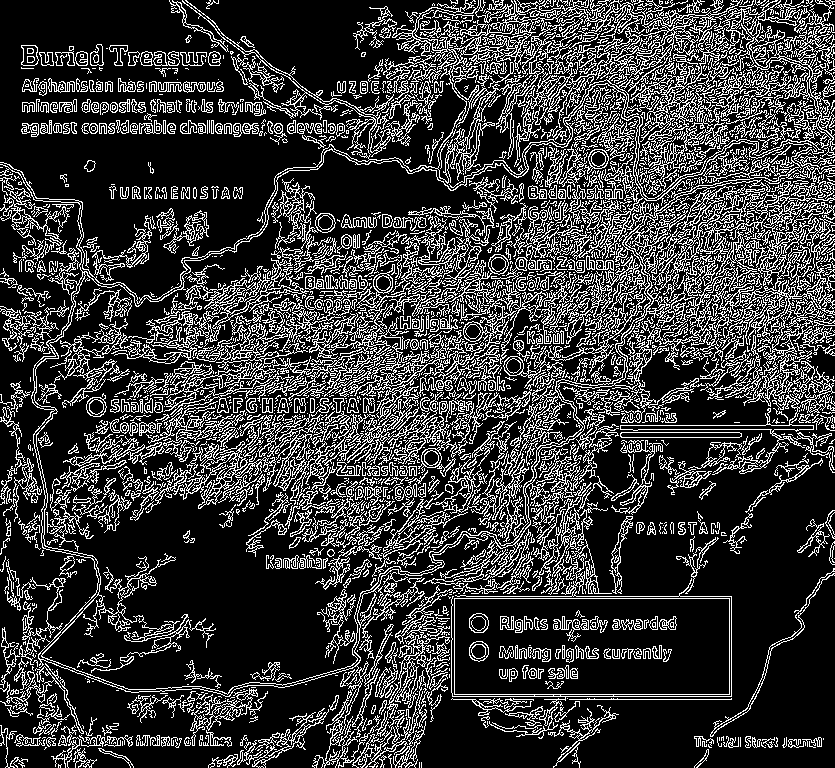 Buried Treasure
Afghanistan has numerous
mineral deposits that it is trying,
against considerable challenges, to develop.
UZBEKISTAN
TURKMENISTAN
Badakhshan
Gold
Amu Darya
Oil
IRAN
Qara Zaghan
Gold
Balkhab
Copper
Hajigak
Iron
Kabul
Mes Aynak
Copper
AFGHANISTAN
Shaida
Copper
200 miles
200 km
Zarkashan
Copper, gold
PAKISTAN
Kandahar
Rights already awarded
Mining rights currently
up for sale
Source: Afghanistan's Ministry of Mines
The Wall Street Journal